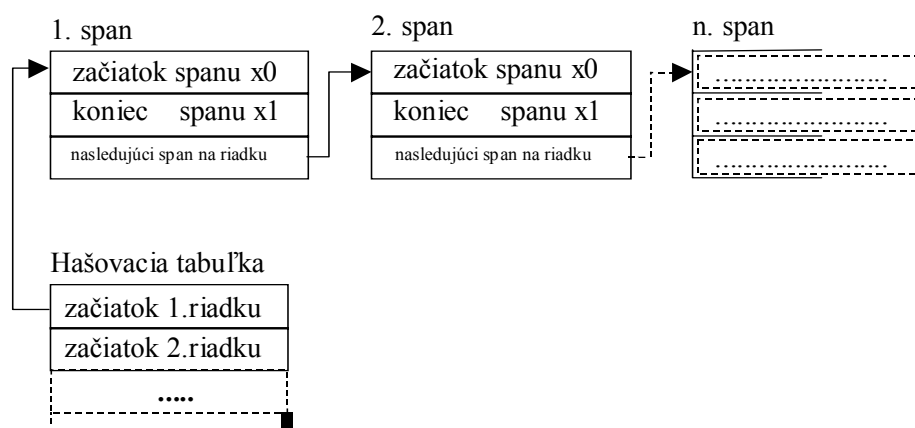 1. span
začiatok spanu x0
koniec spanu x1
nasledujúci span na riadku
2. span
začiatok spanu x0
koniec spanu x1
nasledujúci span na riadku
n. span
........................
........................
........................
Hašovacia tabuľka
začiatok 1.riadku
začiatok 2.riadku
.....